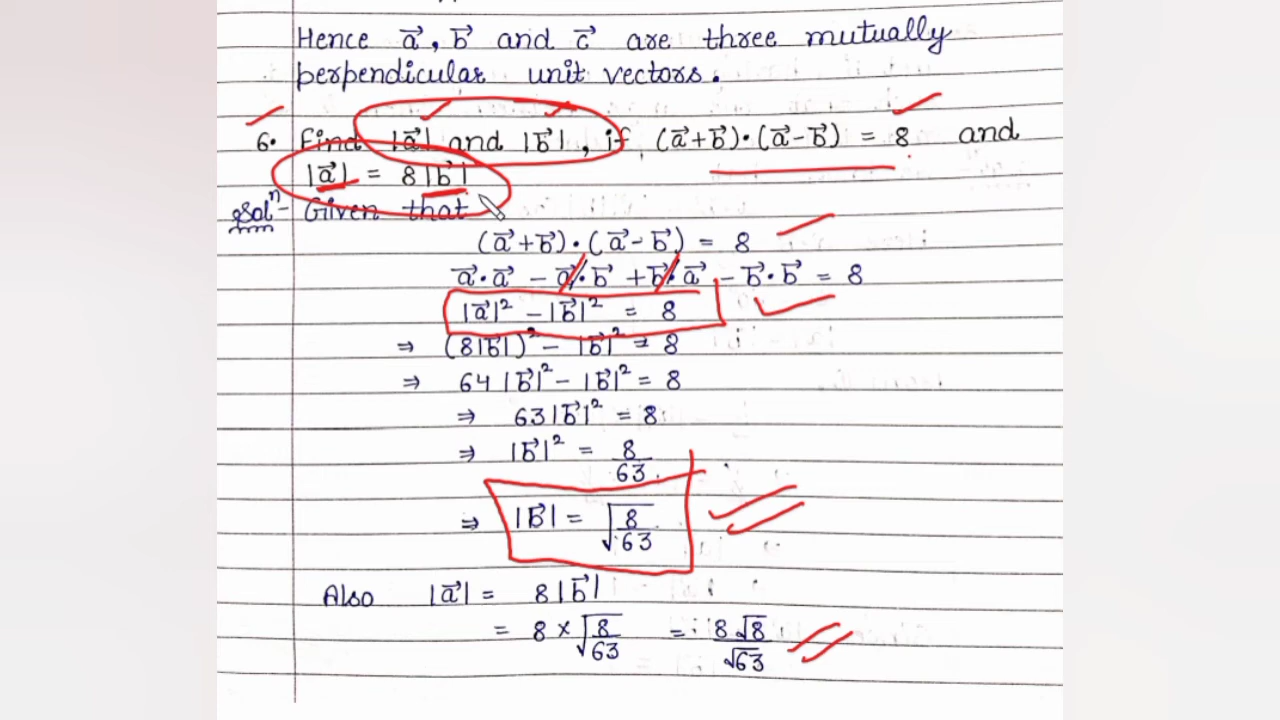 Hence a⃗, b⃗ and c⃗ are three mutually
perpendicular unit vectors.
6. Find |a⃗| and |b⃗|, if (a⃗+b⃗)·(a⃗-b⃗) = 8 and
|a⃗| = 8|b⃗|
Solⁿ- Given that
(a⃗+b⃗)·(a⃗-b⃗) = 8
a⃗·a⃗ - a⃗·b⃗ + b⃗·a⃗ - b⃗·b⃗ = 8
|a⃗|² - |b⃗|² = 8
⇒ (8|b⃗|)² - |b⃗|² = 8
⇒ 64|b⃗|² - |b⃗|² = 8
⇒ 63|b⃗|² = 8
⇒ |b⃗|² = 8/63
⇒ |b⃗| = √(8/63)
Also |a⃗| = 8|b⃗|
= 8 × √(8/63) = 8√8/√63